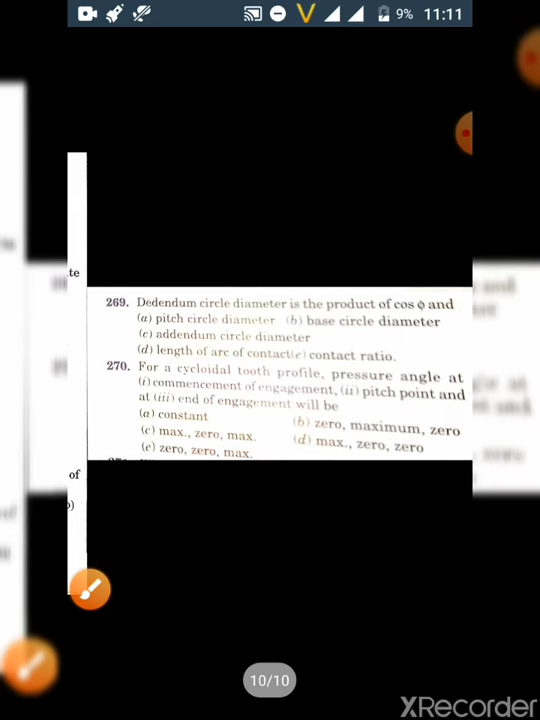 9% 11:11
te
269. Dedendum circle diameter is the product of cos ϕ and
(a) pitch circle diameter (b) base circle diameter
(c) addendum circle diameter
(d) length of arc of contact(e) contact ratio.
270. For a cycloidal tooth profile, pressure angle at
(i) commencement of engagement, (ii) pitch point and
at (iii) end of engagement will be
(a) constant (b) zero, maximum, zero
(c) max., zero, max. (d) max., zero, zero
(e) zero, zero, max.
of
10/10
XRecorder